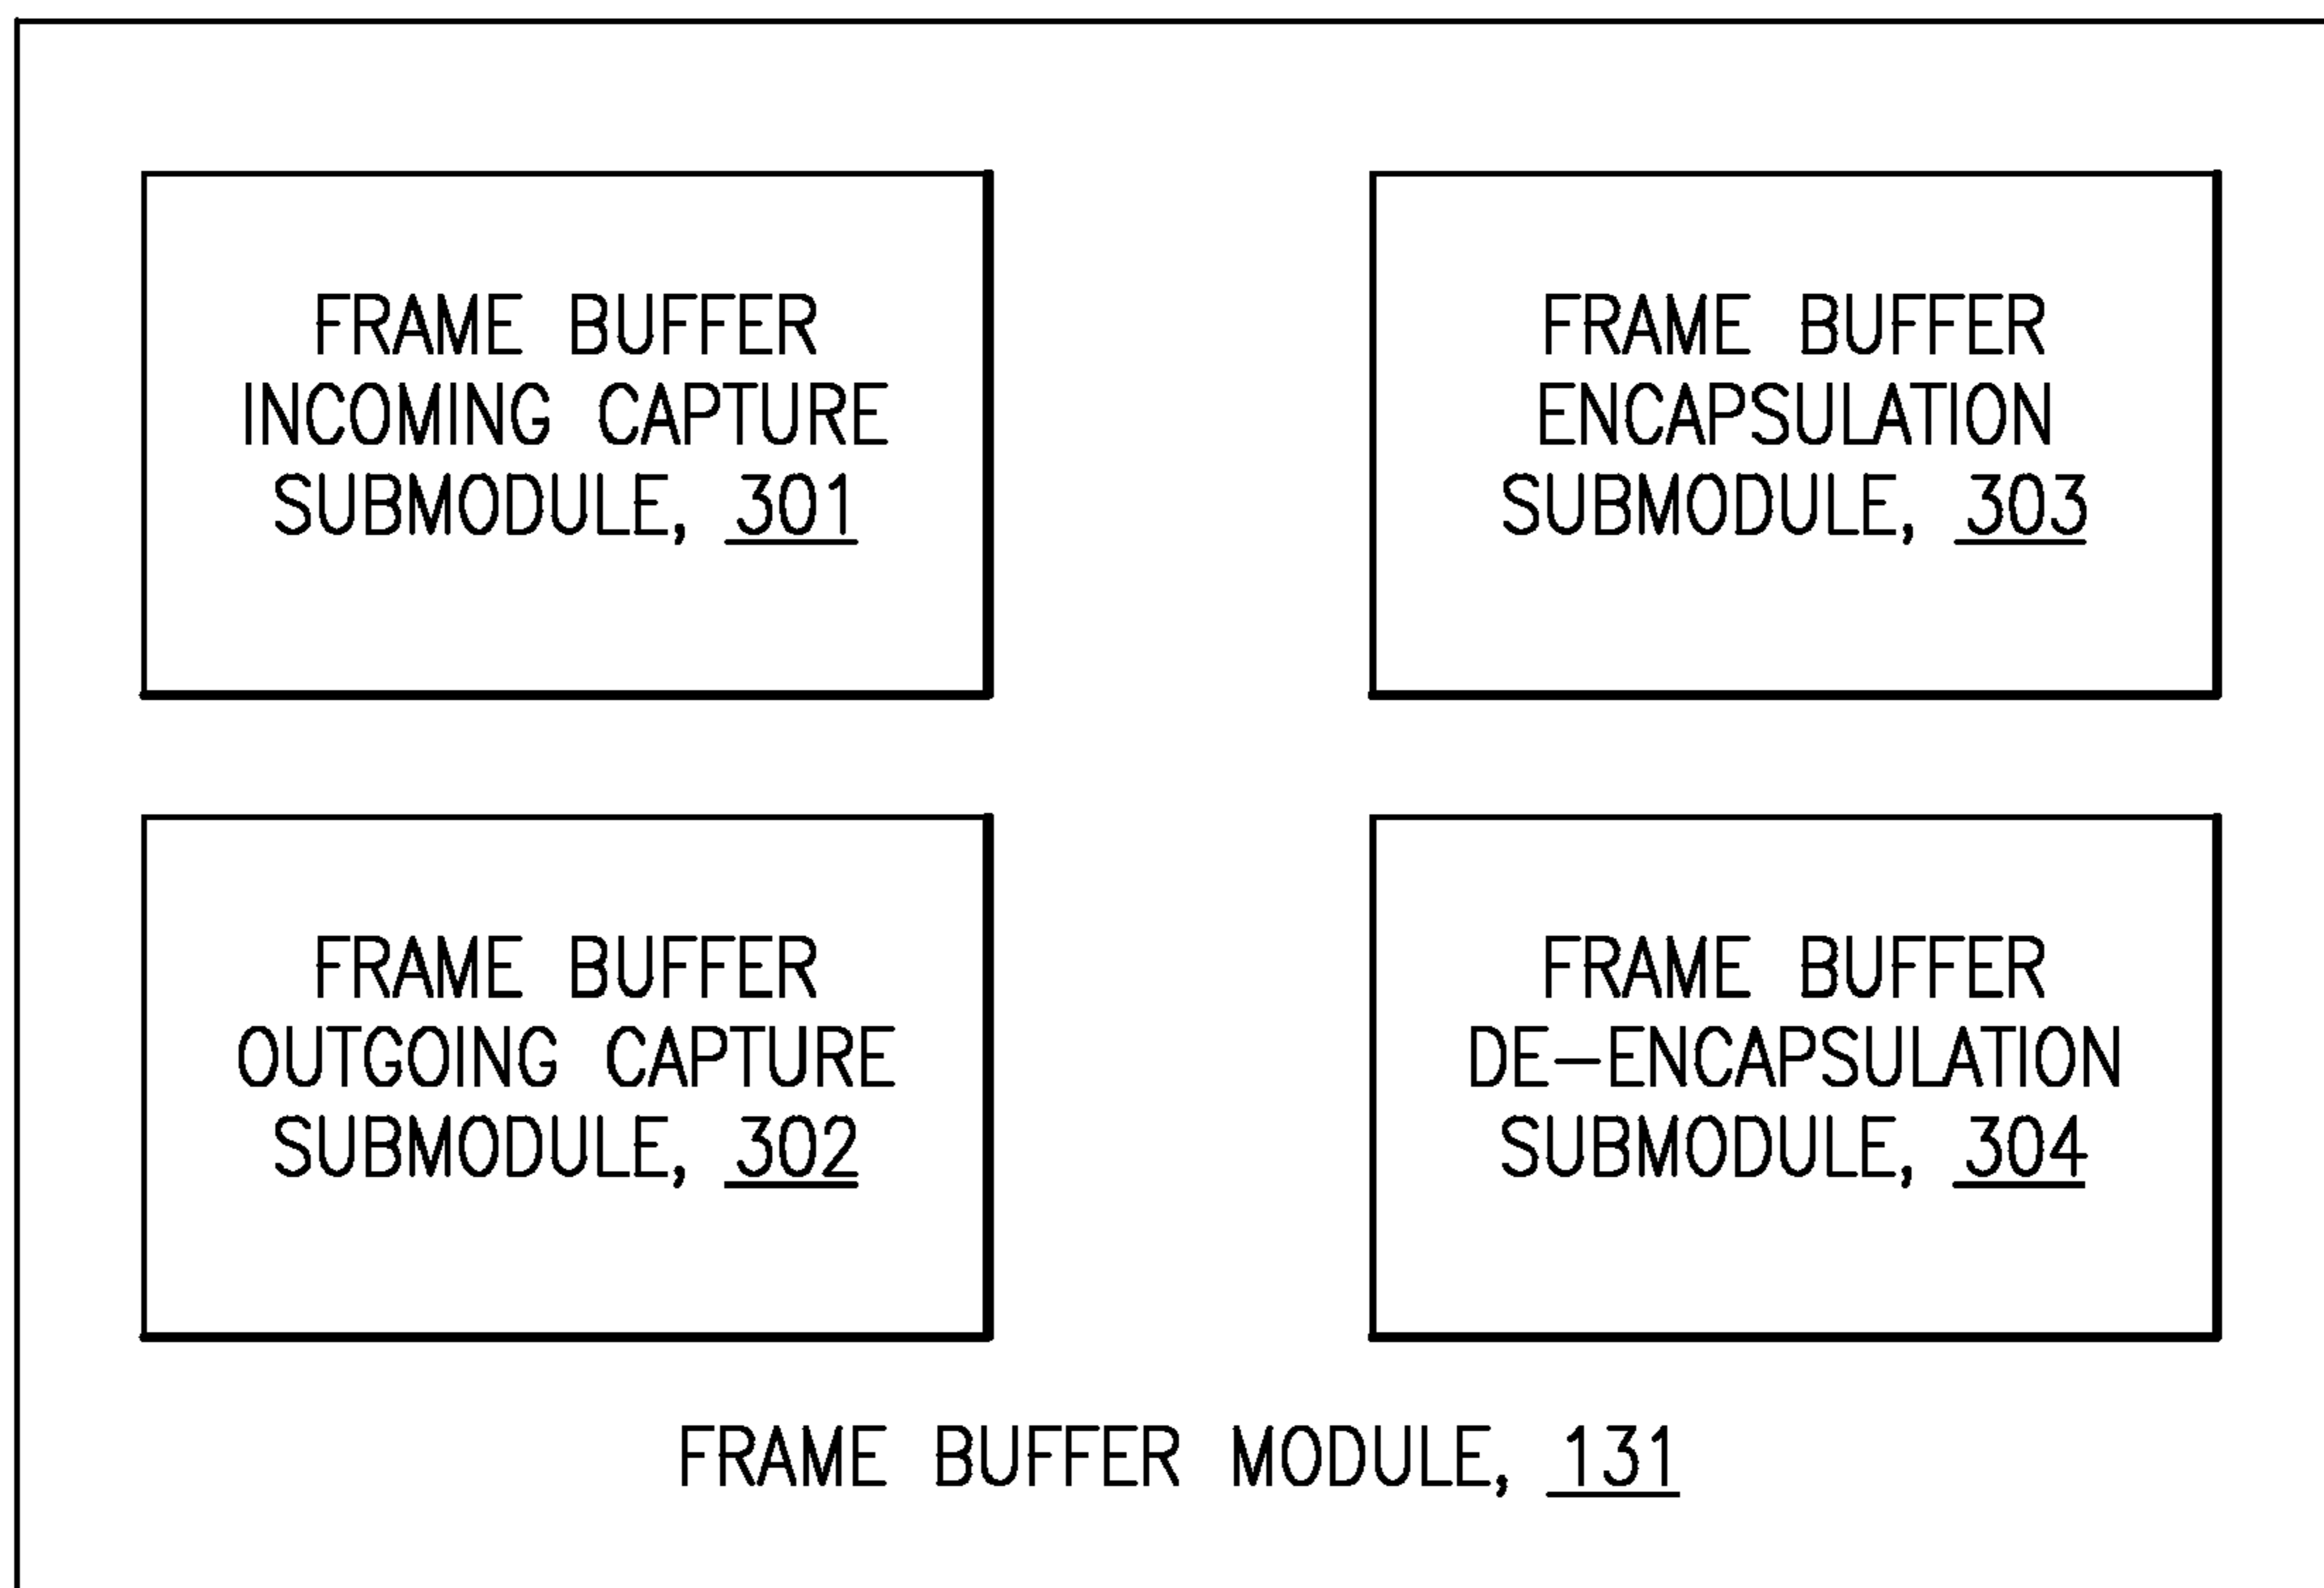 FRAME BUFFER
INCOMING CAPTURE
SUBMODULE, 301
FRAME BUFFER
ENCAPSULATION
SUBMODULE, 303
FRAME BUFFER
OUTGOING CAPTURE
SUBMODULE, 302
FRAME BUFFER
DE-ENCAPSULATION
SUBMODULE, 304
FRAME BUFFER MODULE, 131